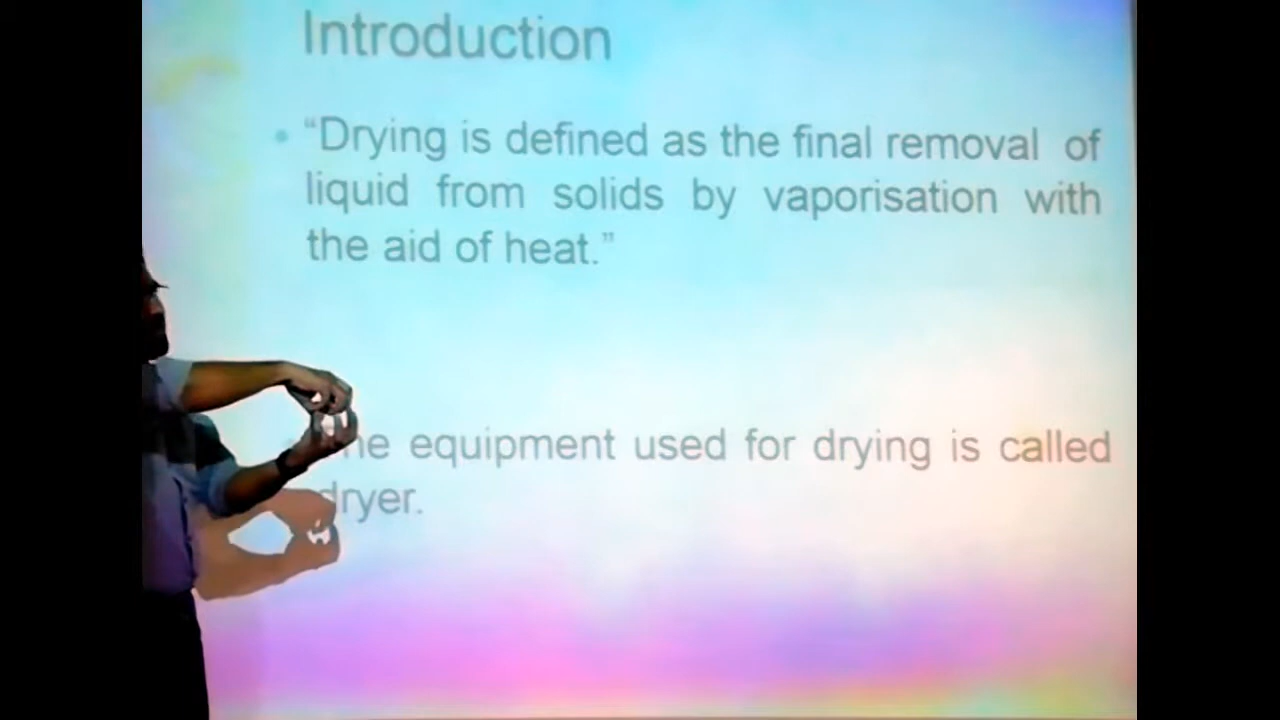 Introduction
• “Drying is defined as the final removal of
liquid from solids by vaporisation with
the aid of heat.”
equipment used for drying is called
dryer.